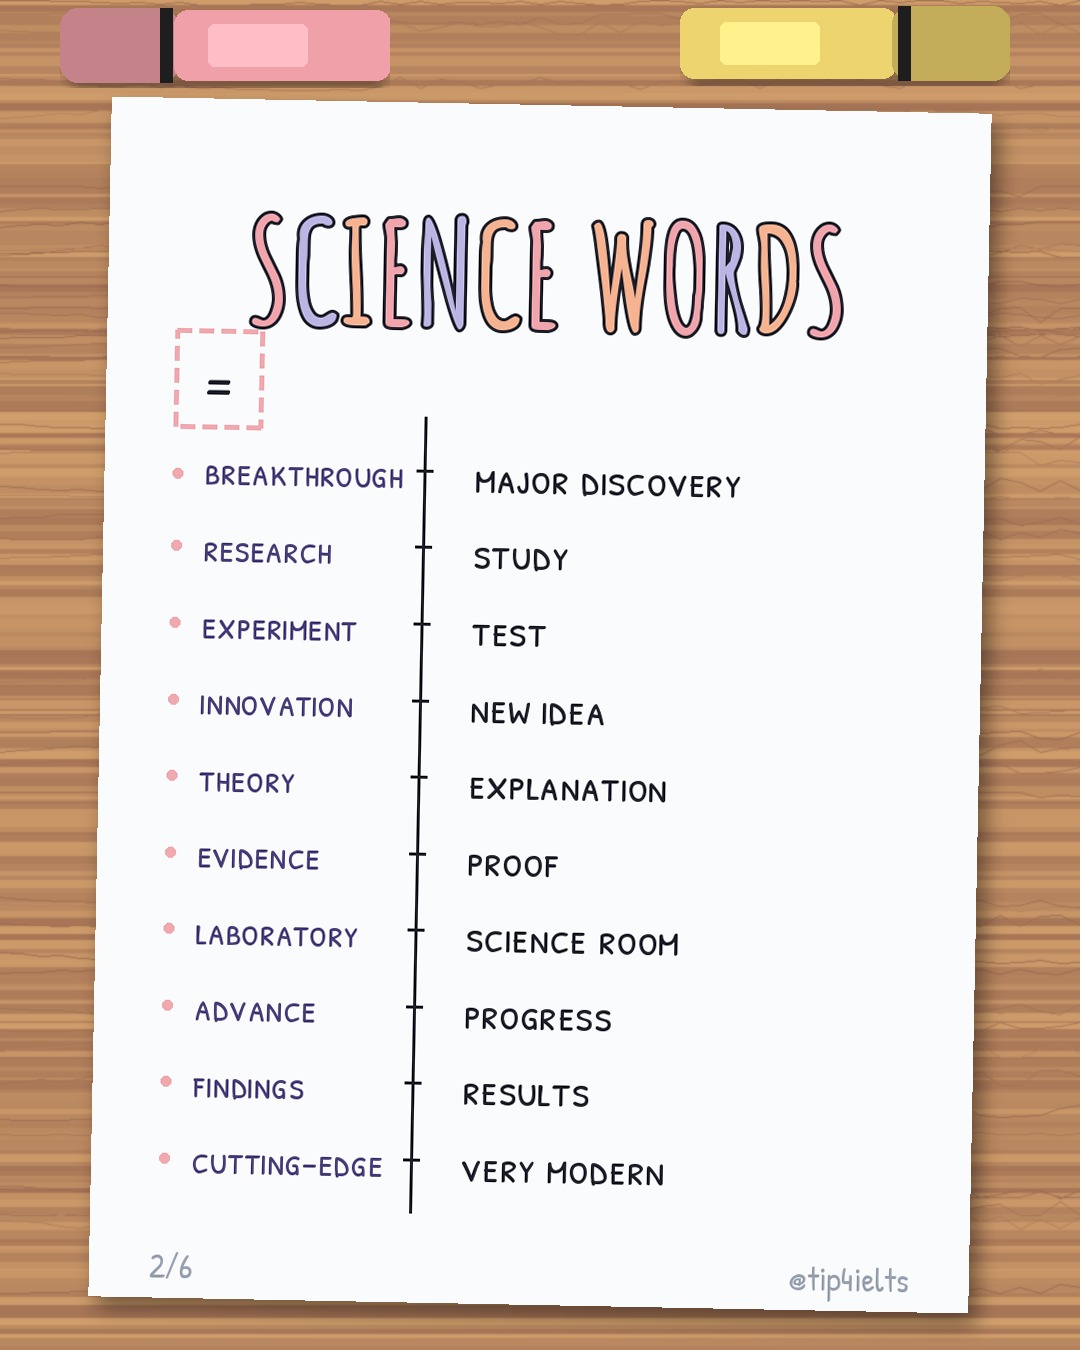 SCIENCE WORDS
=
BREAKTHROUGH MAJOR DISCOVERY
RESEARCH STUDY
EXPERIMENT TEST
INNOVATION NEW IDEA
THEORY EXPLANATION
EVIDENCE PROOF
LABORATORY SCIENCE ROOM
ADVANCE PROGRESS
FINDINGS RESULTS
CUTTING-EDGE VERY MODERN
2/6
@tip4ielts